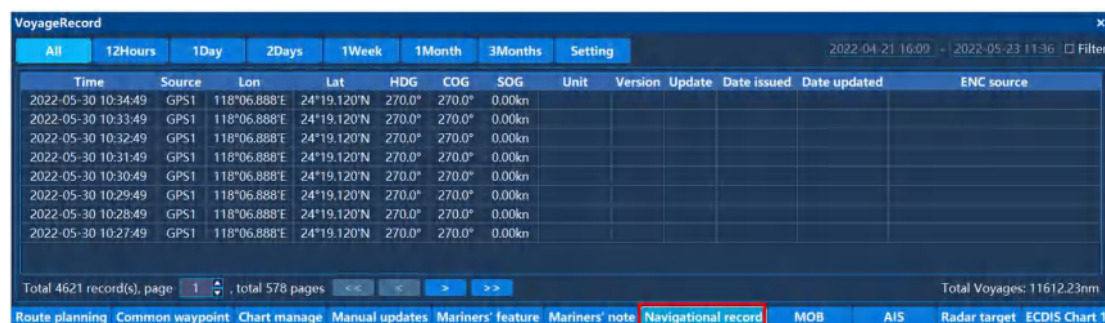 VoyageRecord ×
All 12Hours 1Day 2Days 1Week 1Month 3Months Setting 2022-04-21 16:09 - 2022-05-23 11:36 Filter
Time Source Lon Lat HDG COG SOG Unit Version Update Date issued Date updated ENC source
2022-05-30 10:34:49 GPS1 118°06.888'E 24°19.120'N 270.0° 270.0° 0.00kn
2022-05-30 10:33:49 GPS1 118°06.888'E 24°19.120'N 270.0° 270.0° 0.00kn
2022-05-30 10:32:49 GPS1 118°06.888'E 24°19.120'N 270.0° 270.0° 0.00kn
2022-05-30 10:31:49 GPS1 118°06.888'E 24°19.120'N 270.0° 270.0° 0.00kn
2022-05-30 10:30:49 GPS1 118°06.888'E 24°19.120'N 270.0° 270.0° 0.00kn
2022-05-30 10:29:49 GPS1 118°06.888'E 24°19.120'N 270.0° 270.0° 0.00kn
2022-05-30 10:28:49 GPS1 118°06.888'E 24°19.120'N 270.0° 270.0° 0.00kn
2022-05-30 10:27:49 GPS1 118°06.888'E 24°19.120'N 270.0° 270.0° 0.00kn
Total 4621 record(s), page 1 , total 578 pages << < > >> Total Voyages: 11612.23nm
Route planning Common waypoint Chart manage Manual updates Mariners' feature Mariners' note Navigational record MOB AIS Radar target ECDIS Chart 1